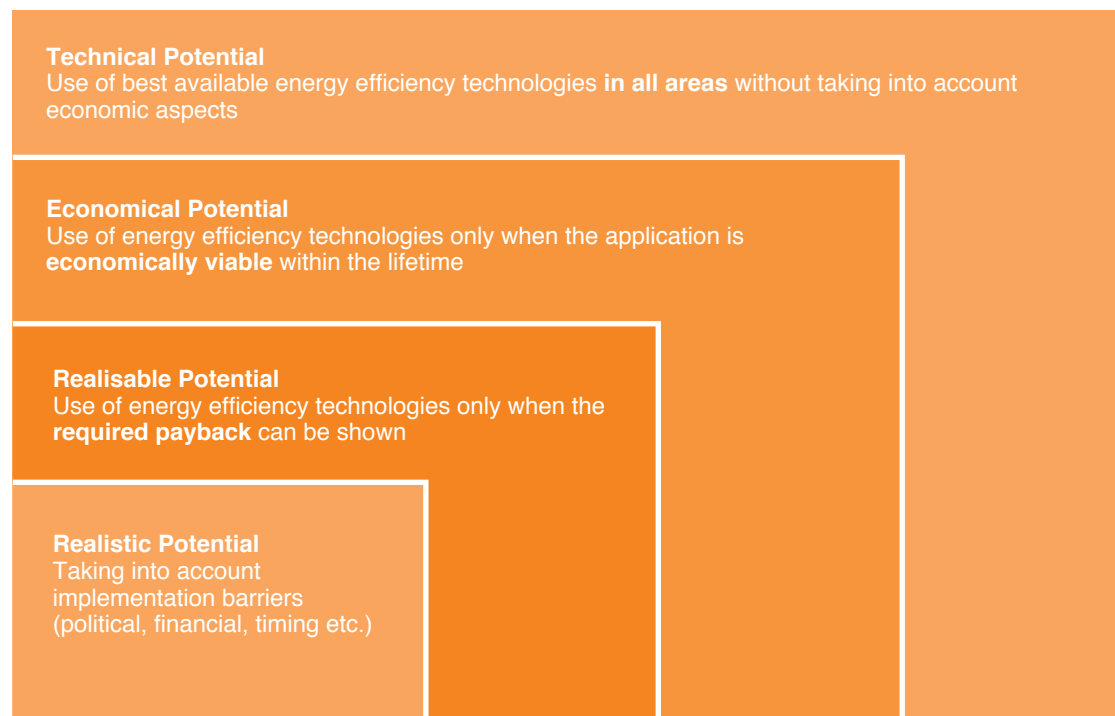 Technical Potential
Use of best available energy efficiency technologies in all areas without taking into account
economic aspects
Economical Potential
Use of energy efficiency technologies only when the application is
economically viable within the lifetime
Realisable Potential
Use of energy efficiency technologies only when the
required payback can be shown
Realistic Potential
Taking into account
implementation barriers
(political, financial, timing etc.)